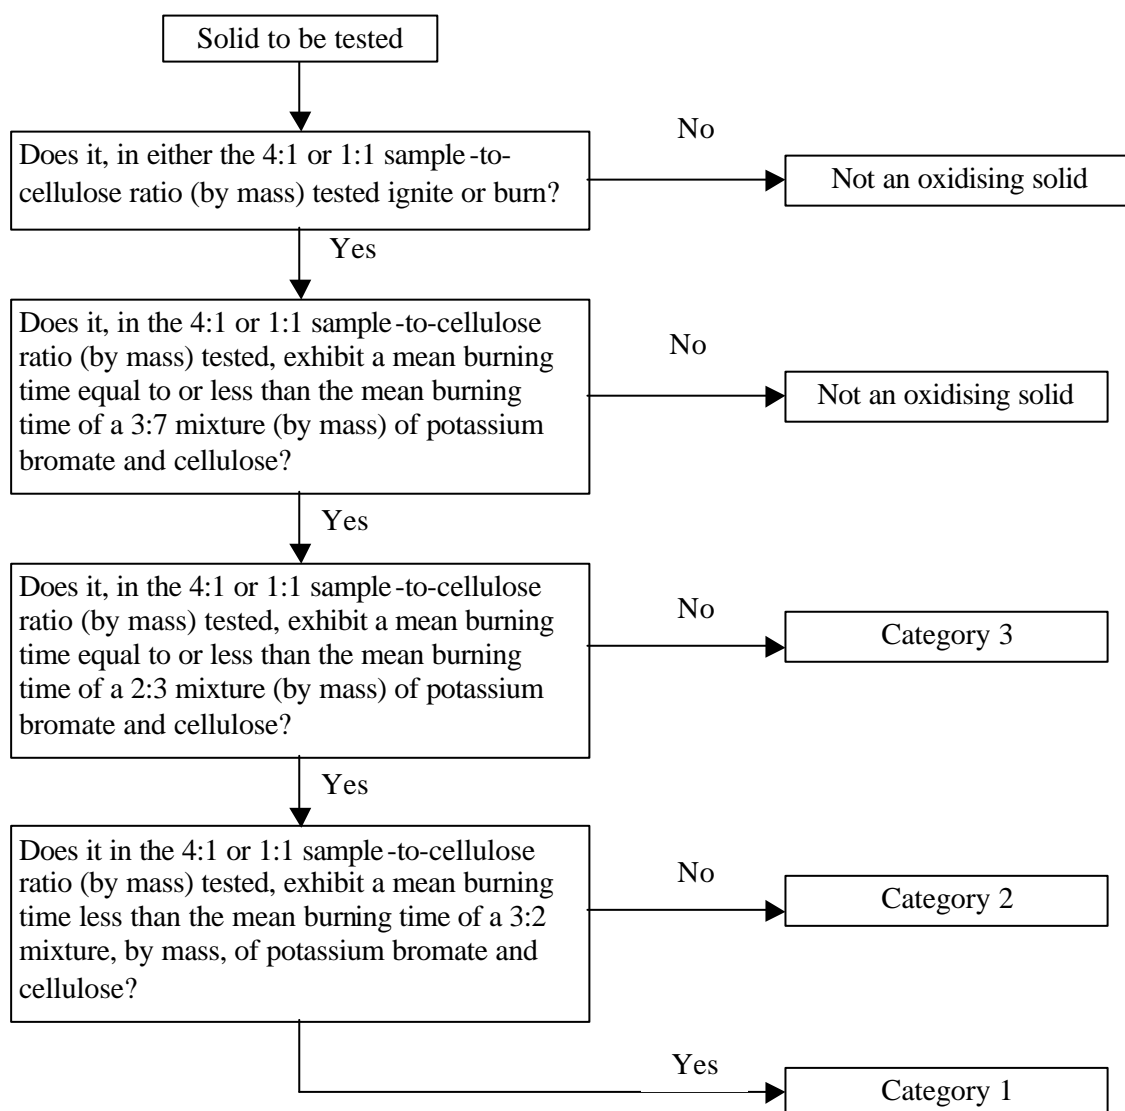 Solid to be tested
Does it, in either the 4:1 or 1:1 sample-to-
cellulose ratio (by mass) tested ignite or burn?
No
Not an oxidising solid
Yes
Does it, in the 4:1 or 1:1 sample-to-cellulose
ratio (by mass) tested, exhibit a mean burning
time equal to or less than the mean burning
time of a 3:7 mixture (by mass) of potassium
bromate and cellulose?
No
Not an oxidising solid
Yes
Does it, in the 4:1 or 1:1 sample-to-cellulose
ratio (by mass) tested, exhibit a mean burning
time equal to or less than the mean burning
time of a 2:3 mixture (by mass) of potassium
bromate and cellulose?
No
Category 3
Yes
Does it in the 4:1 or 1:1 sample-to-cellulose
ratio (by mass) tested, exhibit a mean burning
time less than the mean burning time of a 3:2
mixture, by mass, of potassium bromate and
cellulose?
No
Category 2
Yes
Category 1